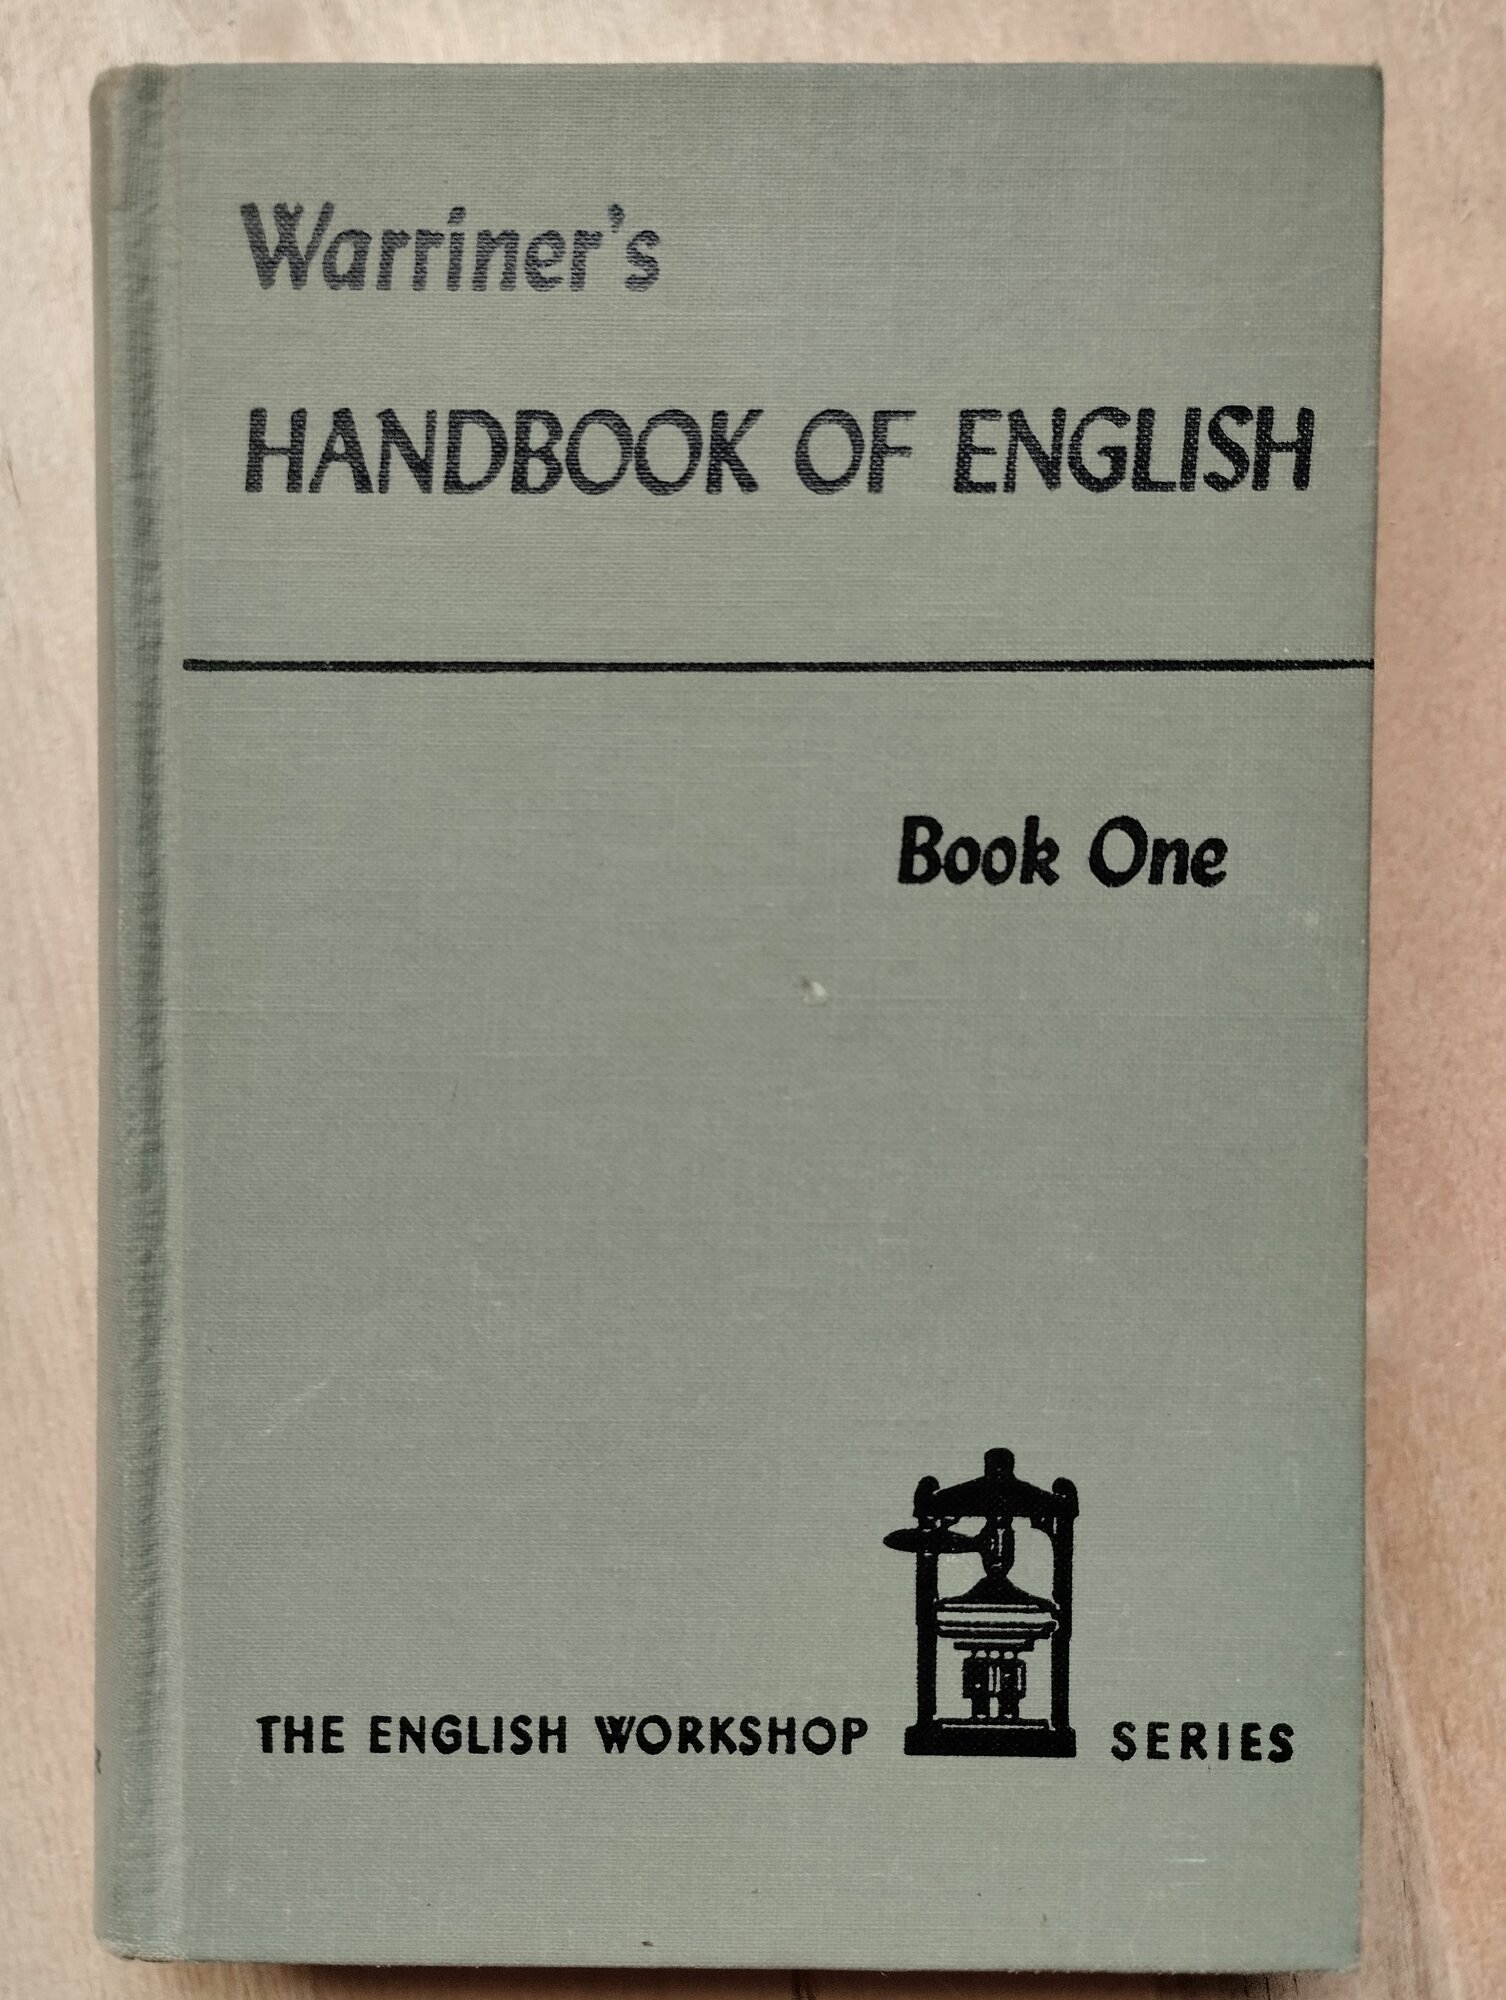 Warriner's
HANDBOOK OF ENGLISH
Book One
THE ENGLISH WORKSHOP SERIES